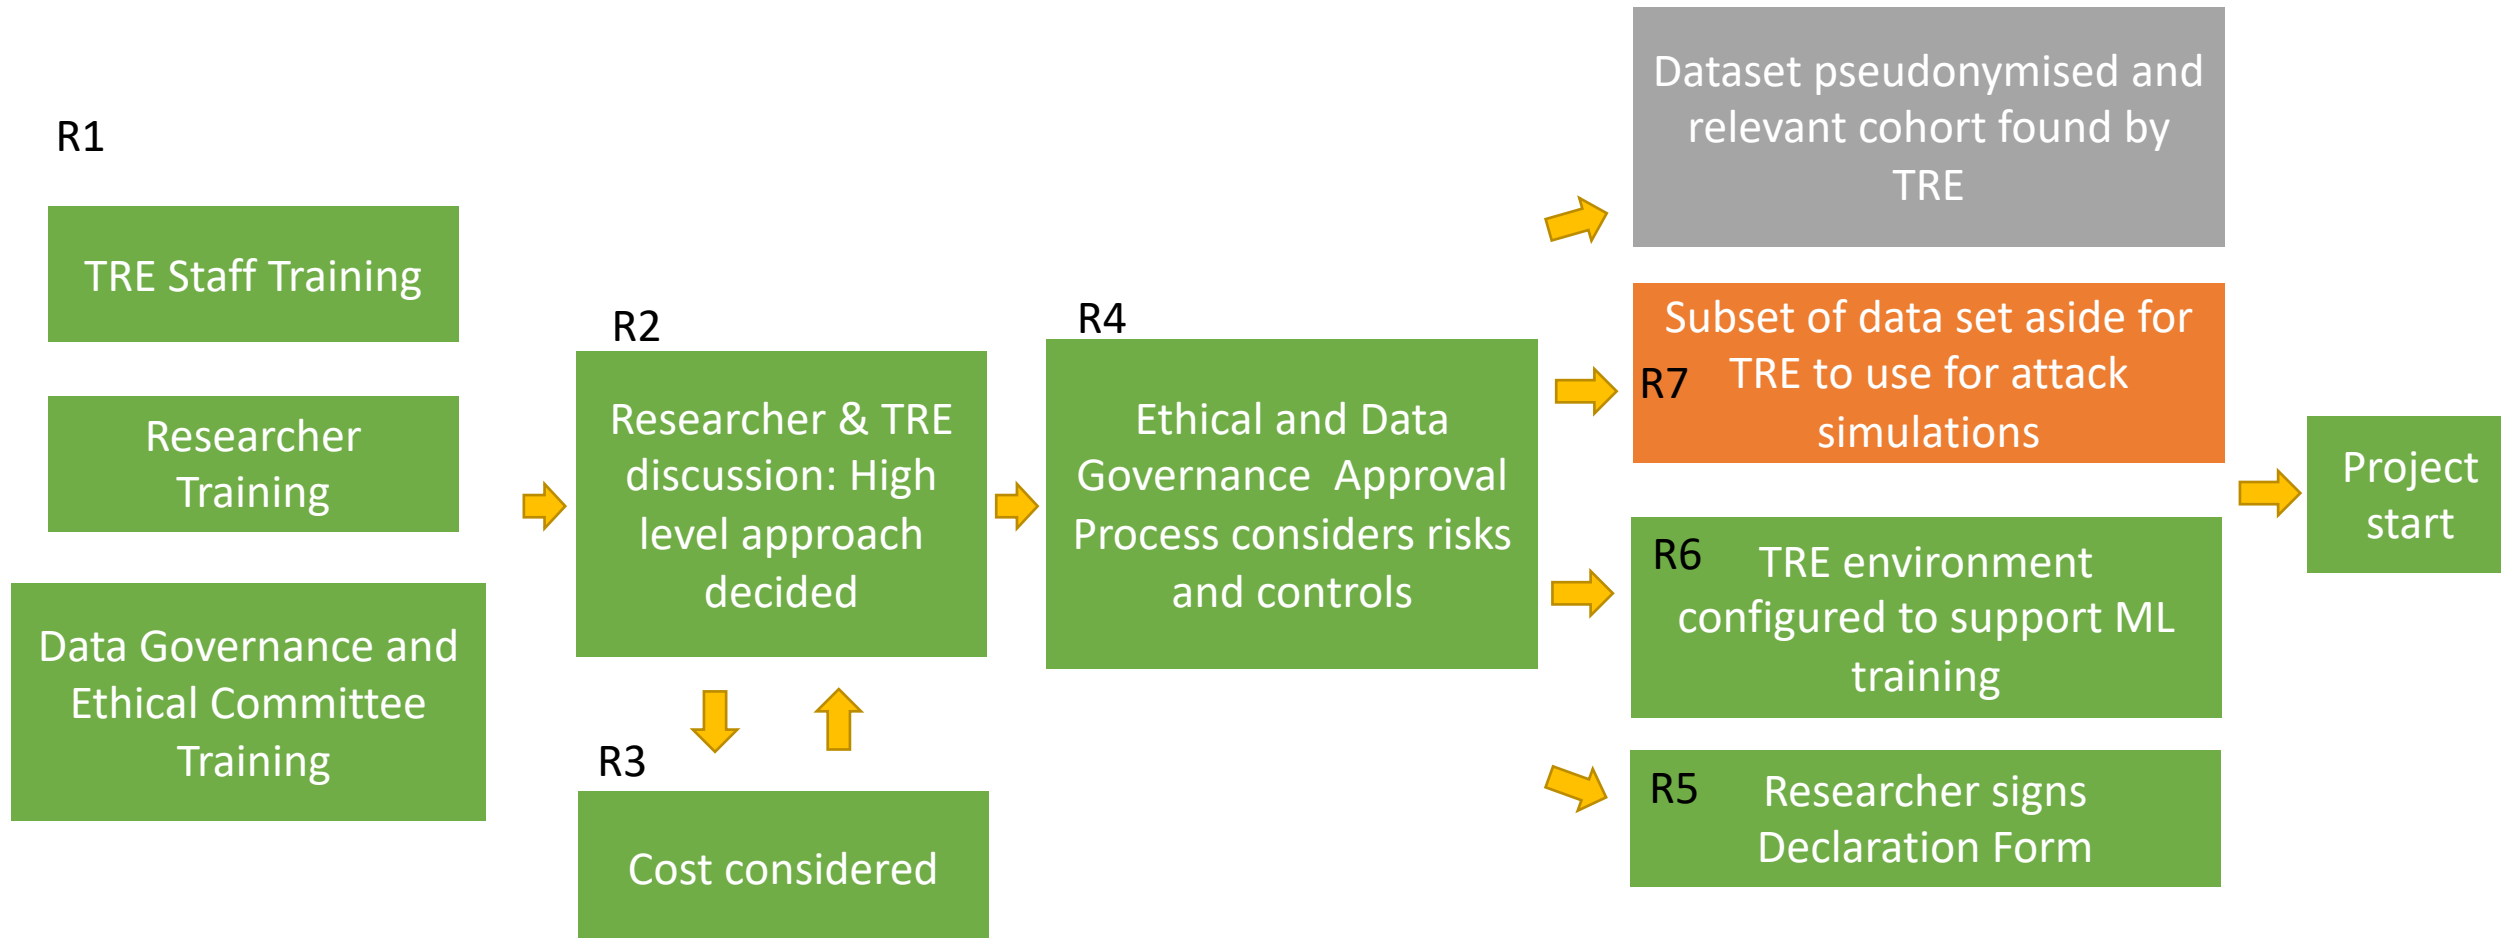 R1
TRE Staff Training
Researcher
Training
Data Governance and
Ethical Committee
Training
R2
Researcher & TRE
discussion: High
level approach
decided
R3
Cost considered
R4
Ethical and Data
Governance  Approval
Process considers risks
and controls
Dataset pseudonymised and
relevant cohort found by
TRE
R7
Subset of data set aside for
TRE to use for attack
simulations
R6
TRE environment
configured to support ML
training
R5
Researcher signs
Declaration Form
Project
start